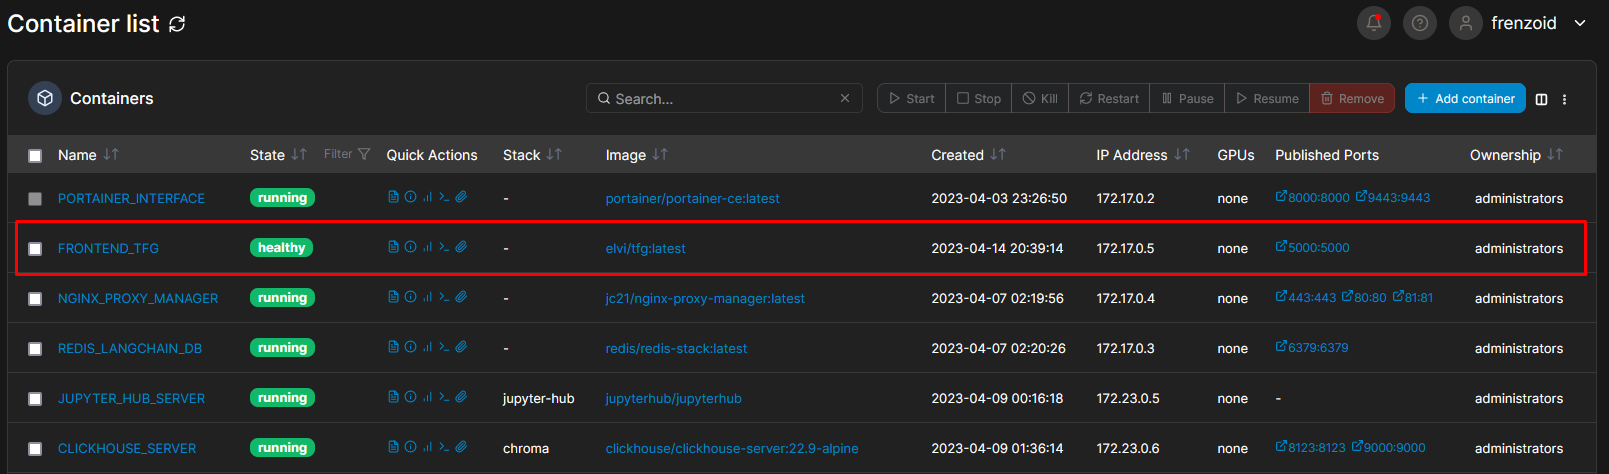 Container list
frenzoid
Containers
Search...
Start Stop Kill Restart Pause Resume Remove + Add container
Name State Filter Quick Actions Stack Image Created IP Address GPUs Published Ports Ownership
PORTAINER_INTERFACE running - portainer/portainer-ce:latest 2023-04-03 23:26:50 172.17.0.2 none 8000:8000 9443:9443 administrators
FRONTEND_TFG healthy - elvi/tfg:latest 2023-04-14 20:39:14 172.17.0.5 none 5000:5000 administrators
NGINX_PROXY_MANAGER running - jc21/nginx-proxy-manager:latest 2023-04-07 02:19:56 172.17.0.4 none 443:443 80:80 81:81 administrators
REDIS_LANGCHAIN_DB running - redis/redis-stack:latest 2023-04-07 02:20:26 172.17.0.3 none 6379:6379 administrators
JUPYTER_HUB_SERVER running jupyter-hub jupyterhub/jupyterhub 2023-04-09 00:16:18 172.23.0.5 none - administrators
CLICKHOUSE_SERVER running chroma clickhouse/clickhouse-server:22.9-alpine 2023-04-09 01:36:14 172.23.0.6 none 8123:8123 9000:9000 administrators